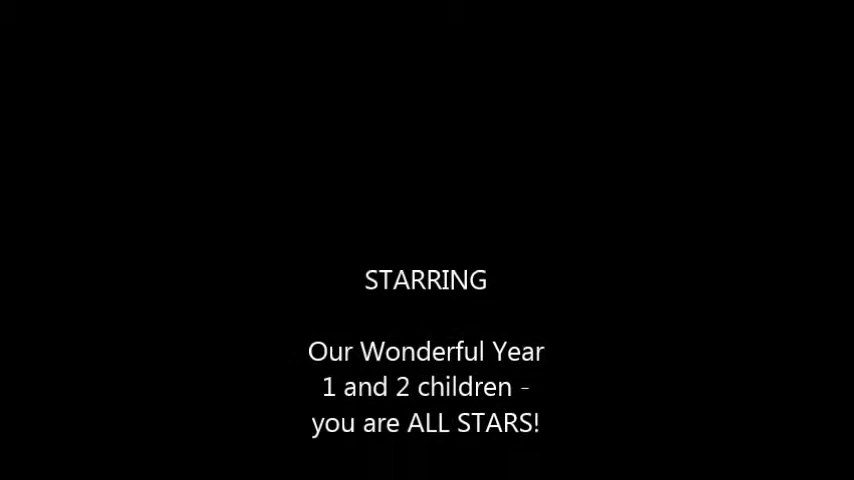 STARRING
Our Wonderful Year
1 and 2 children -
you are ALL STARS!